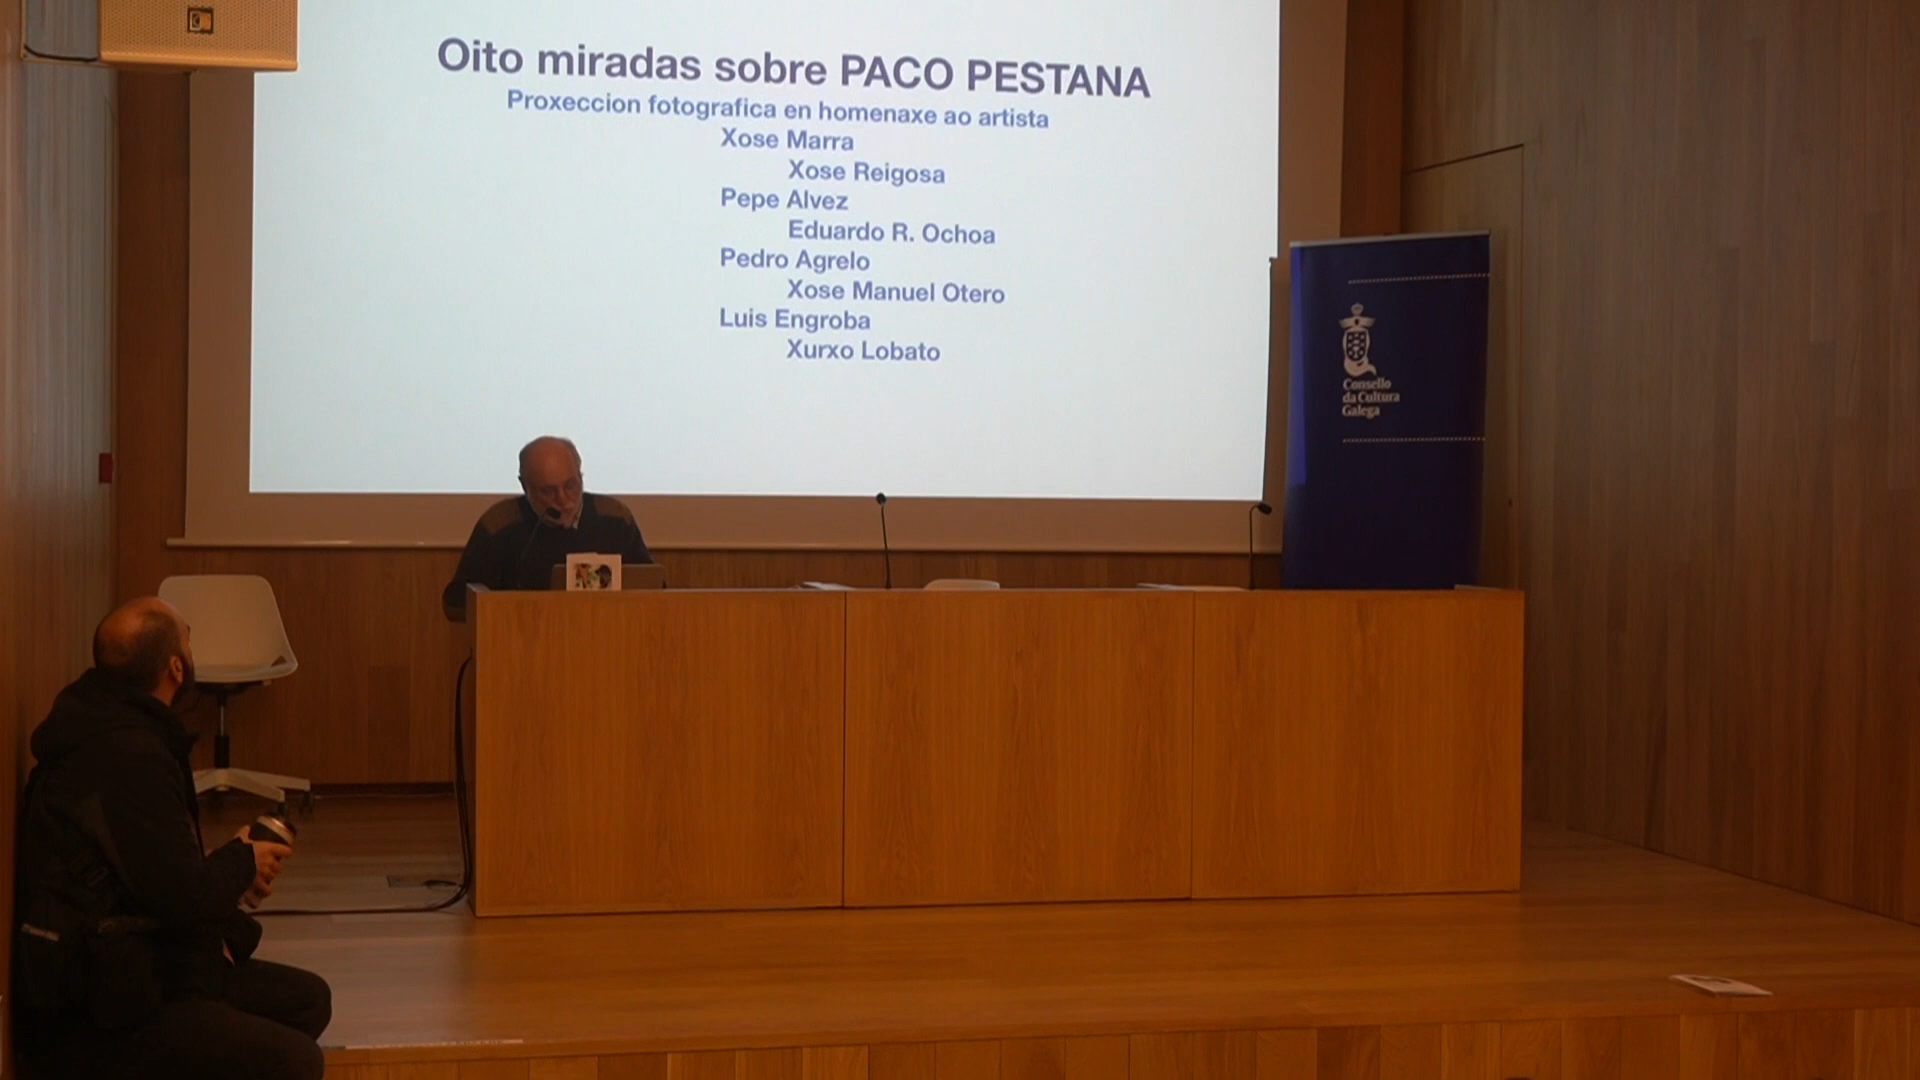 Oito miradas sobre PACO PESTANA
Proxeccion fotografica en homenaxe ao artista
Xose Marra
Xose Reigosa
Pepe Alvez
Eduardo R. Ochoa
Pedro Agrelo
Xose Manuel Otero
Luis Engroba
Xurxo Lobato
Consello
da Cultura
Galega